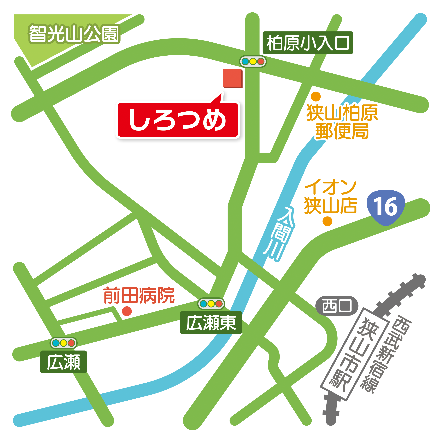 智光山公園
柏原小入口
しろつめ
狭山柏原
郵便局
イオン
狭山店
16
入間川
前田病院
広瀬東
西口
広瀬
狭山市駅
西武新宿線